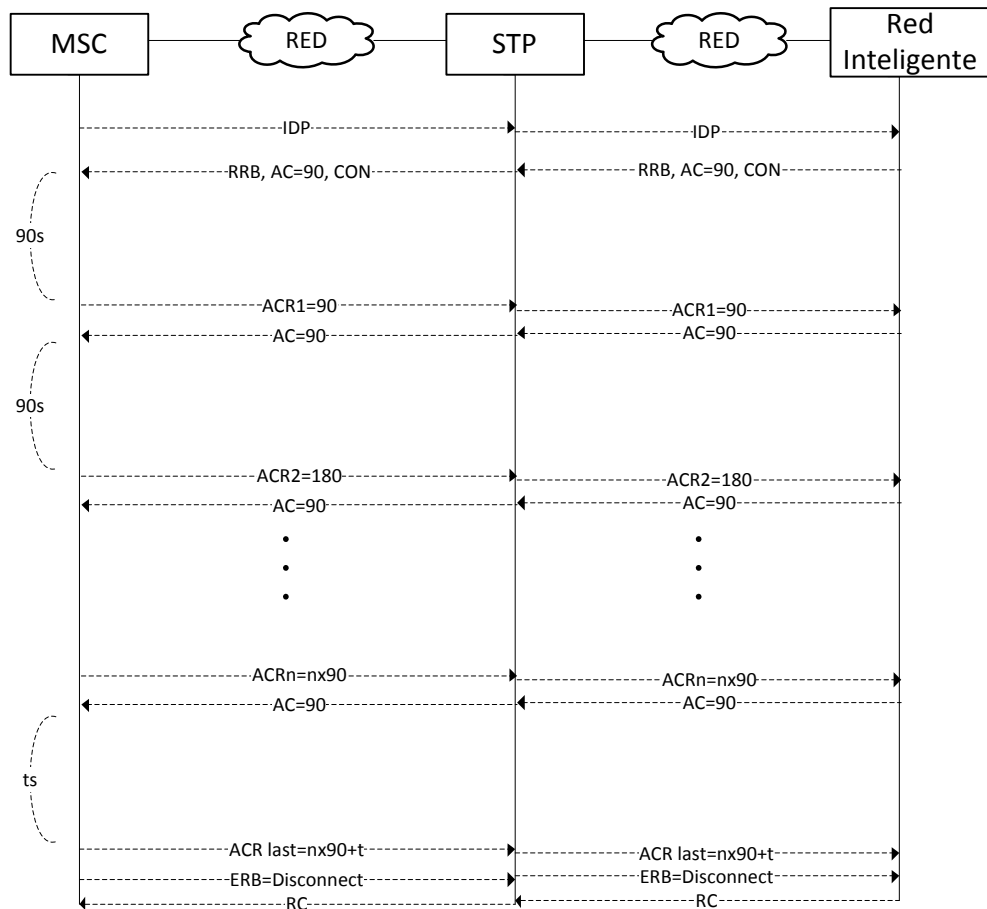 MSC
RED
STP
RED
Red
Inteligente
IDP
IDP
RRB, AC=90, CON
RRB, AC=90, CON
90s
ACR1=90
ACR1=90
AC=90
AC=90
90s
ACR2=180
ACR2=180
AC=90
AC=90
ACRn=nx90
ACRn=nx90
AC=90
AC=90
ts
ACR last=nx90+t
ACR last=nx90+t
ERB=Disconnect
ERB=Disconnect
RC
RC